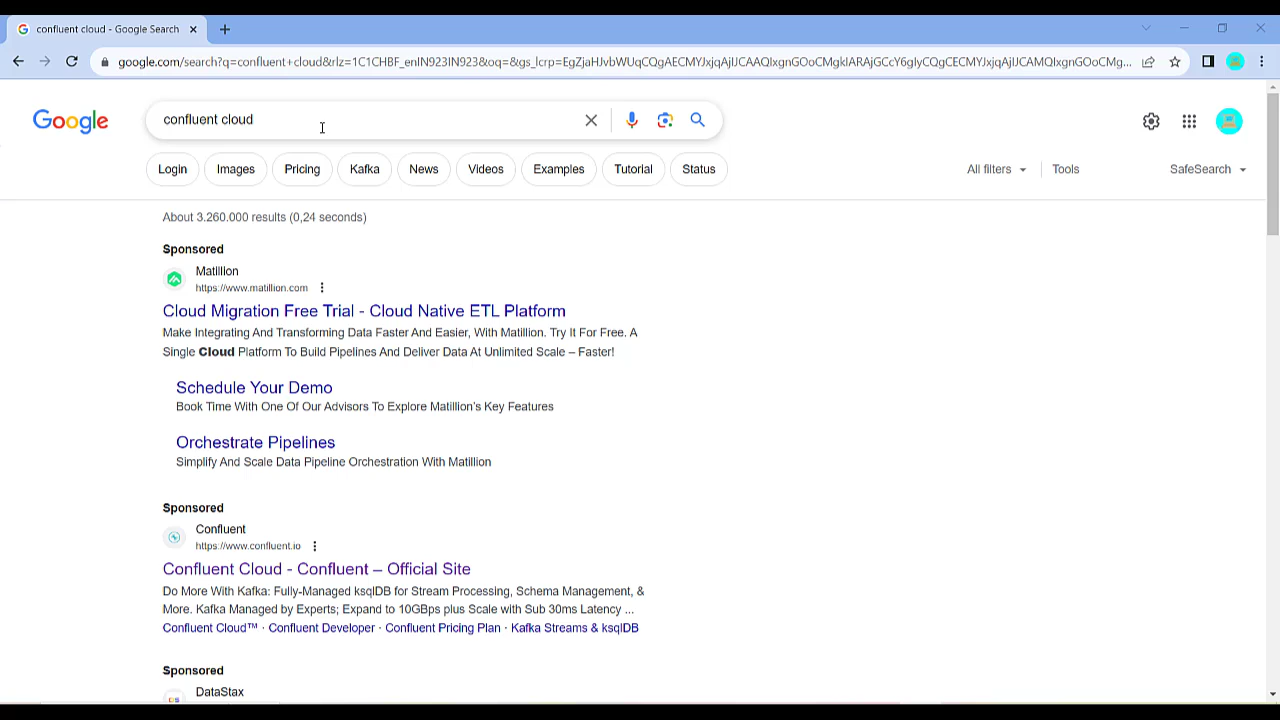 confluent cloud - Google Search
google.com/search?q=confluent+cloud&rlz=1C1CHBF_enIN923IN923&oq=&gs_lcrp=EgZjaHJvbWUqCQgAECMYJxjqAjIJCAAQIxgnGOoCMgkIARAjGCcY6gIyCQgCECMYJxjqAjIJCAMQIxgnGOoCMg...
Google
confluent cloud
Login
Images
Pricing
Kafka
News
Videos
Examples
Tutorial
Status
All filters
Tools
SafeSearch
About 3.260.000 results (0,24 seconds)
Sponsored
Matillion
https://www.matillion.com
Cloud Migration Free Trial - Cloud Native ETL Platform
Make Integrating And Transforming Data Faster And Easier, With Matillion. Try It For Free. A
Single Cloud Platform To Build Pipelines And Deliver Data At Unlimited Scale – Faster!
Schedule Your Demo
Book Time With One Of Our Advisors To Explore Matillion's Key Features
Orchestrate Pipelines
Simplify And Scale Data Pipeline Orchestration With Matillion
Sponsored
Confluent
https://www.confluent.io
Confluent Cloud - Confluent – Official Site
Do More With Kafka: Fully-Managed ksqlDB for Stream Processing, Schema Management, &
More. Kafka Managed by Experts; Expand to 10GBps plus Scale with Sub 30ms Latency ...
Confluent Cloud™ · Confluent Developer · Confluent Pricing Plan · Kafka Streams & ksqlDB
Sponsored
DataStax